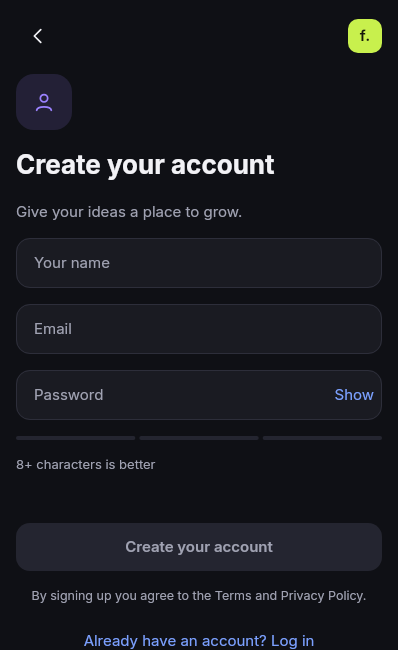 f.
Create your account
Give your ideas a place to grow.
Your name
Email
Password Show
8+ characters is better
Create your account
By signing up you agree to the Terms and Privacy Policy.
Already have an account? Log in